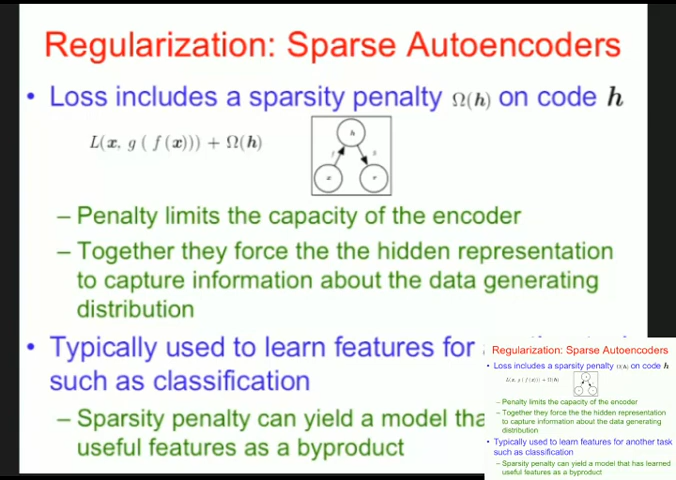 Regularization: Sparse Autoencoders
• Loss includes a sparsity penalty Ω(h) on code h
L(x, g ( f (x))) + Ω(h)
h
f g
x r
– Penalty limits the capacity of the encoder
– Together they force the the hidden representation
to capture information about the data generating
distribution
• Typically used to learn features for
such as classification
– Sparsity penalty can yield a model tha
useful features as a byproduct
Regularization: Sparse Autoencoders
• Loss includes a sparsity penalty Ω(h) on code h
L(x, g ( f (x))) + Ω(h)
– Penalty limits the capacity of the encoder
– Together they force the the hidden representation
to capture information about the data generating
distribution
• Typically used to learn features for another task
such as classification
– Sparsity penalty can yield a model that has learned
useful features as a byproduct